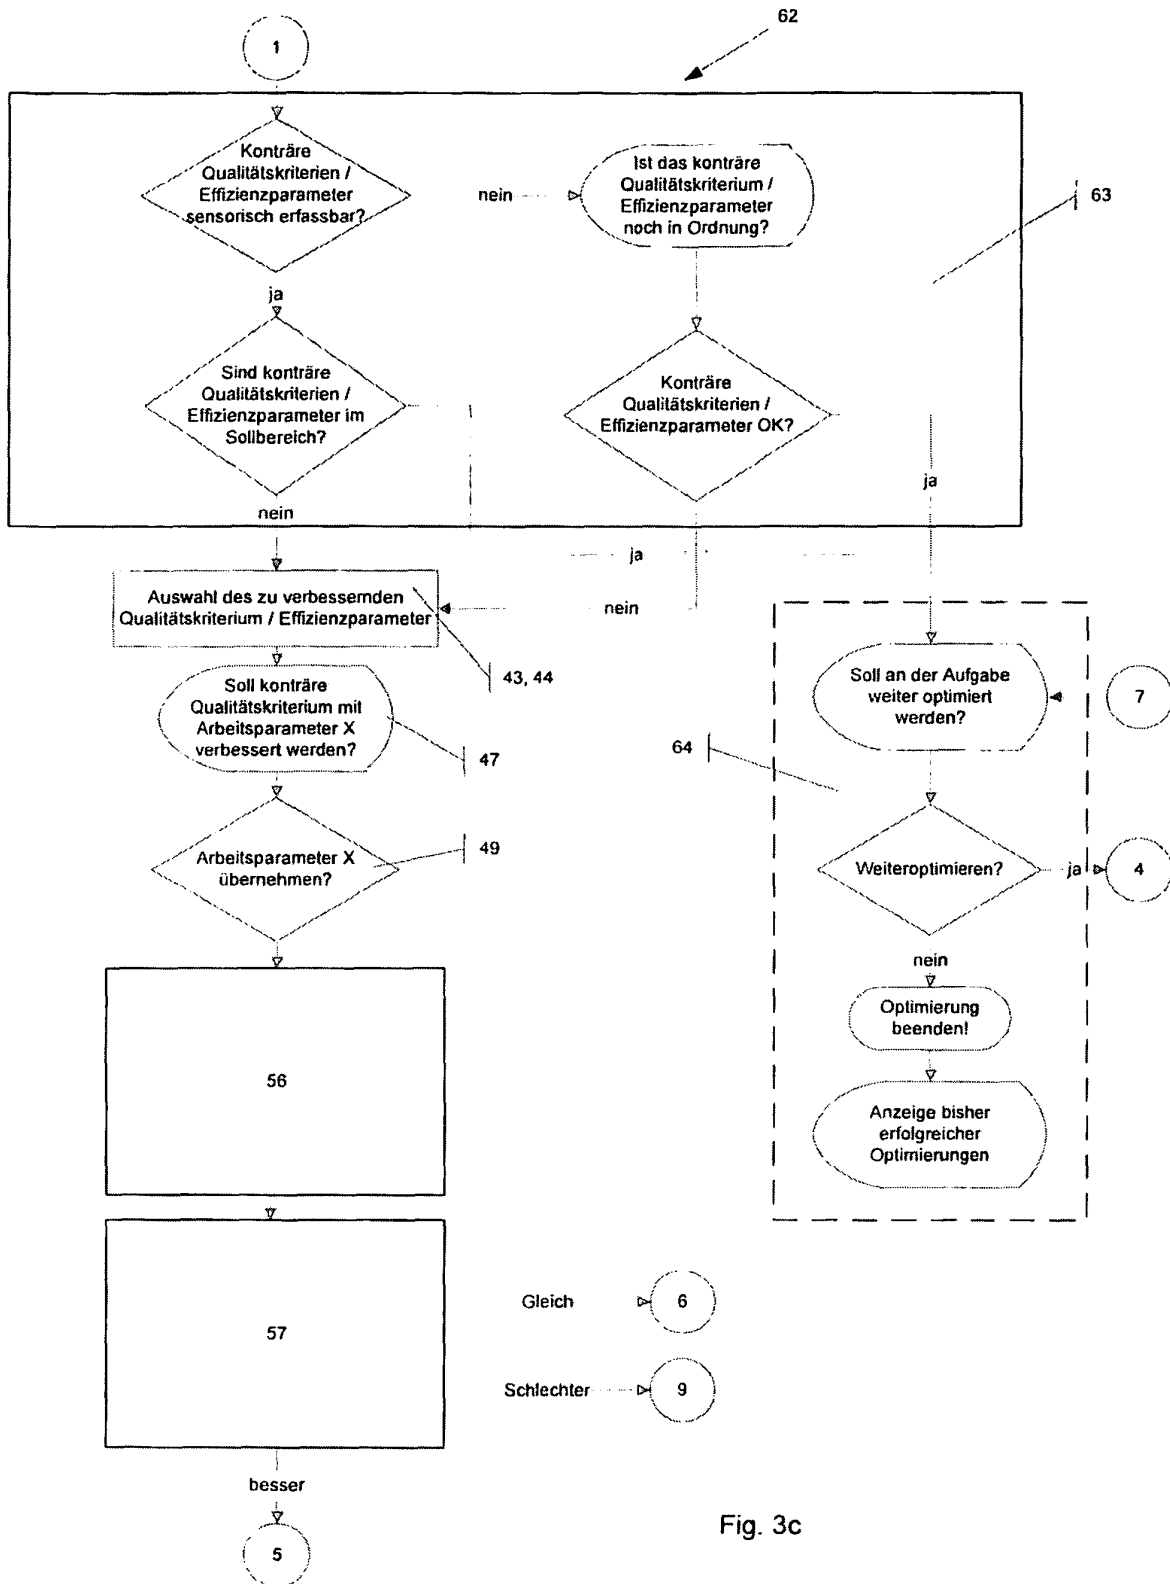 62
1
Konträre
Qualitätskriterien /
Effizienzparameter
sensorisch erfassbar?
nein
Ist das konträre
Qualitätskriterium /
Effizienzparameter
noch in Ordnung?
63
ja
Sind konträre
Qualitätskriterien /
Effizienzparameter im
Sollbereich?
Konträre
Qualitätskriterien /
Effizienzparameter OK?
ja
nein
ja
Auswahl des zu verbessernden
Qualitätskriterium / Effizienzparameter
nein
43, 44
Soll konträre
Qualitätskriterium mit
Arbeitsparameter X
verbessert werden?
47
Soll an der Aufgabe
weiter optimiert
werden?
7
64
Arbeitsparameter X
übernehmen?
49
Weiteroptimieren?
ja
4
nein
Optimierung
beenden!
56
Anzeige bisher
erfolgreicher
Optimierungen
57
Gleich
6
Schlechter
9
besser
5
Fig. 3c